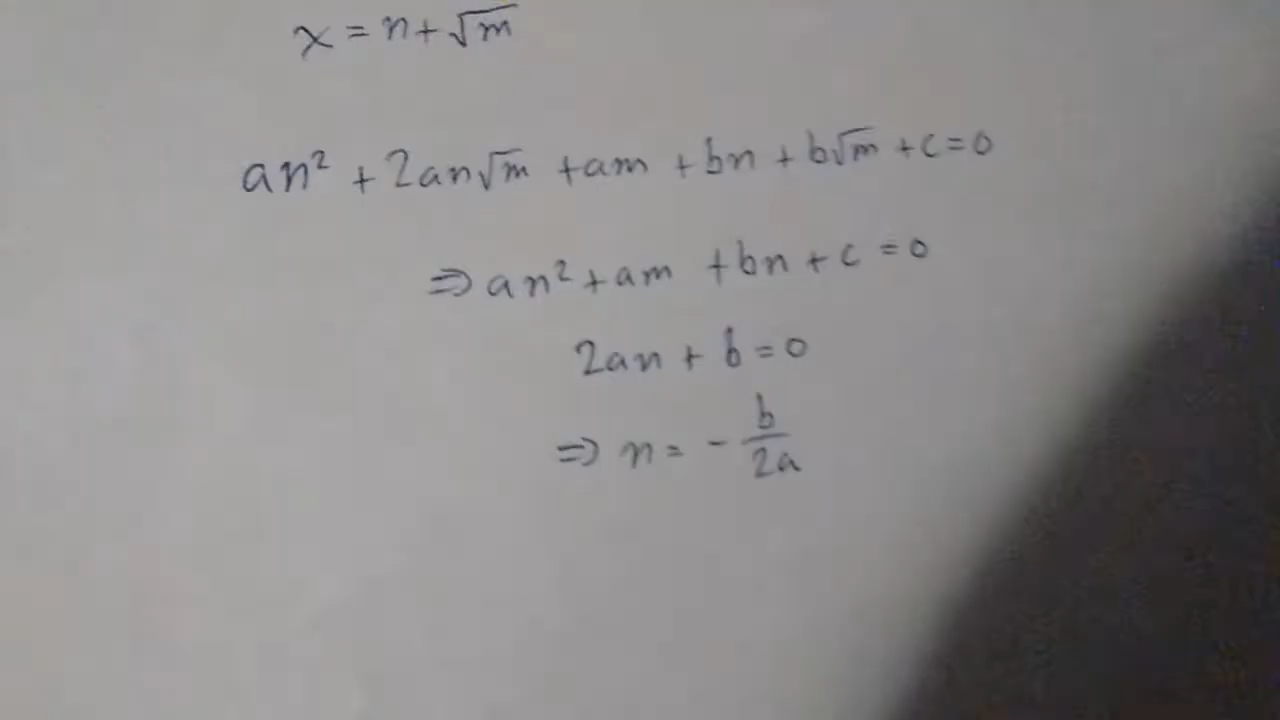 x = n + √m
an² + 2an√m + am + bn + b√m + c = 0
⇒ an² + am + bn + c = 0
2an + b = 0
⇒ n = - b/2a